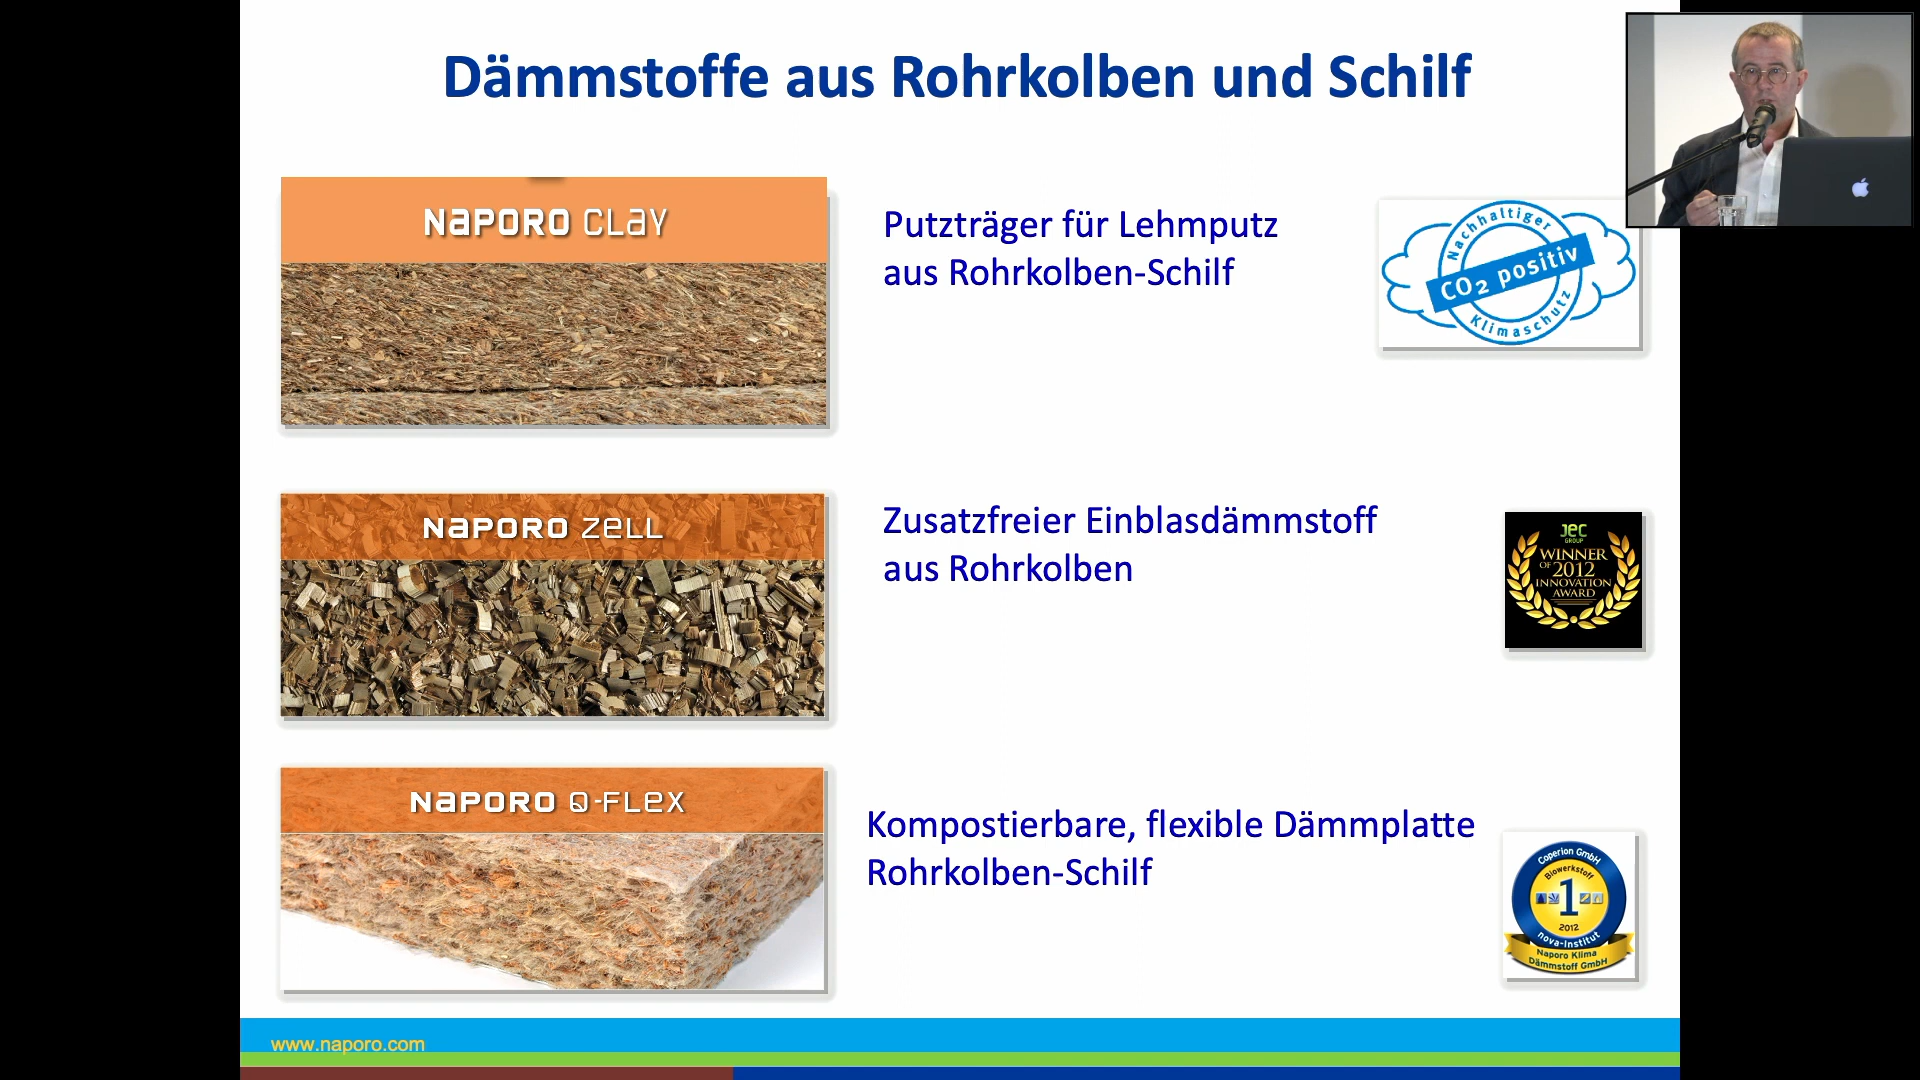 Dämmstoffe aus Rohrkolben und Schilf
NAPORO CLAY
Putzträger für Lehmputz
aus Rohrkolben-Schilf
Nachhaltiger
CO2 positiv
Klimaschutz
NAPORO ZELL
Zusatzfreier Einblasdämmstoff
aus Rohrkolben
JEC
GROUP
WINNER
OF 2012
INNOVATION
AWARD
NAPORO Q-FLEX
Kompostierbare, flexible Dämmplatte
Rohrkolben-Schilf
Coperion GmbH
Biowerkstoff
1
2012
nova-Institut
Naporo Klima
Dämmstoff GmbH
www.naporo.com